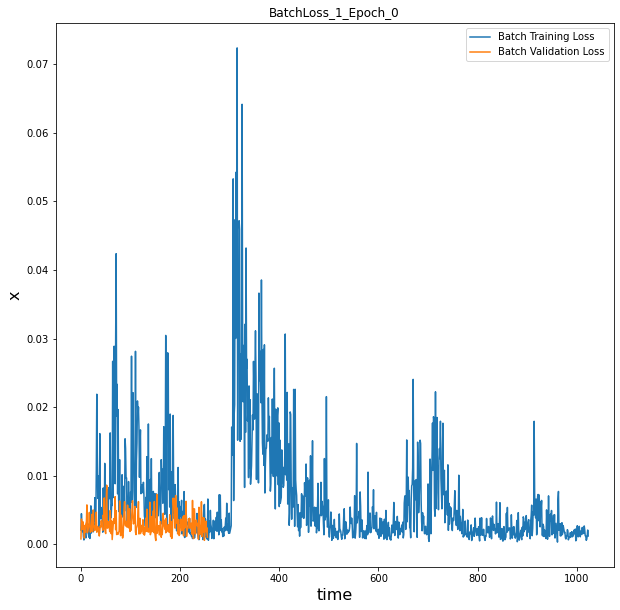 BatchLoss_1_Epoch_0
Batch Training Loss
Batch Validation Loss
0.07
0.06
0.05
0.04
x
0.03
0.02
0.01
0.00
0 200 400 600 800 1000
time